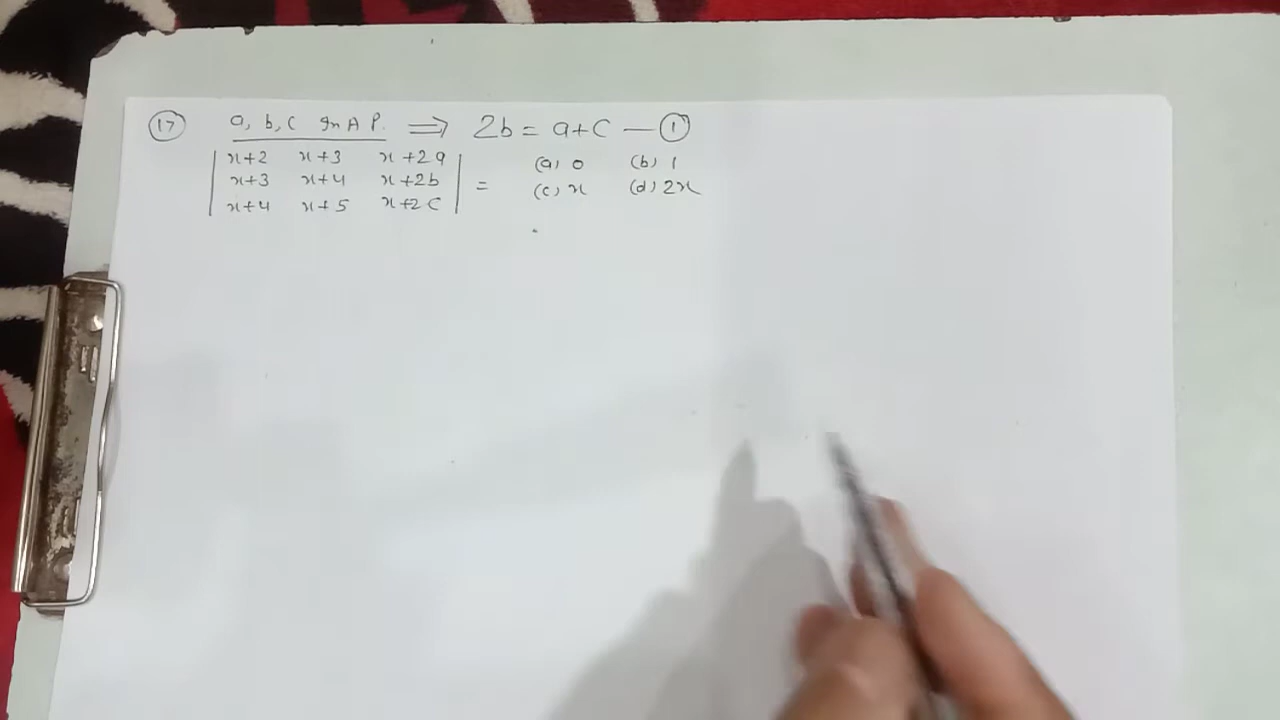 (17) a, b, c In A P. ⇒ 2b = a+c — (1)
| x+2 x+3 x+2a | (a) 0 (b) 1
| x+3 x+4 x+2b | = (c) x (d) 2x
| x+4 x+5 x+2c |